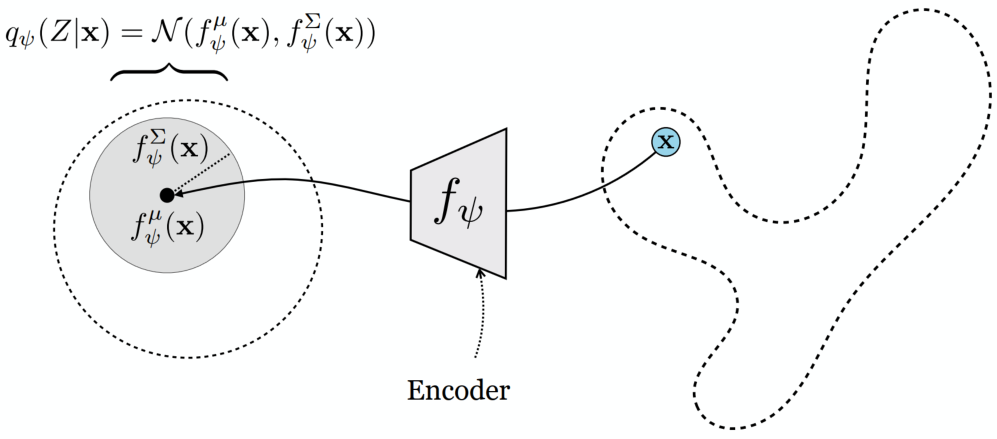 q_ψ(Z|x) = 𝒩(f_ψ^μ(x), f_ψ^Σ(x))
f_ψ^Σ(x)
x
f_ψ
f_ψ^μ(x)
Encoder